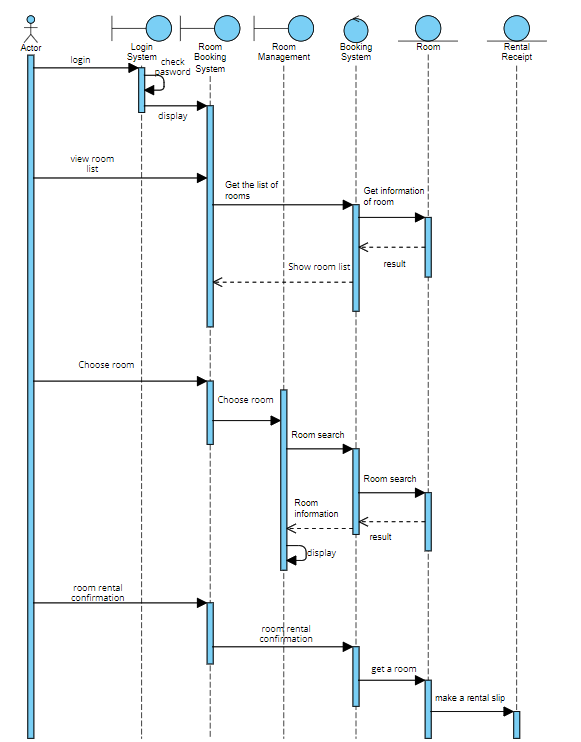 Actor
Login
System
Room
Booking
System
Room
Management
Booking
System
Room
Rental
Receipt
login
check
pasword
display
view room
list
Get the list of
rooms
Get information
of room
result
Show room list
Choose room
Choose room
Room search
Room search
Room
information
result
display
room rental
confirmation
room rental
confirmation
get a room
make a rental slip